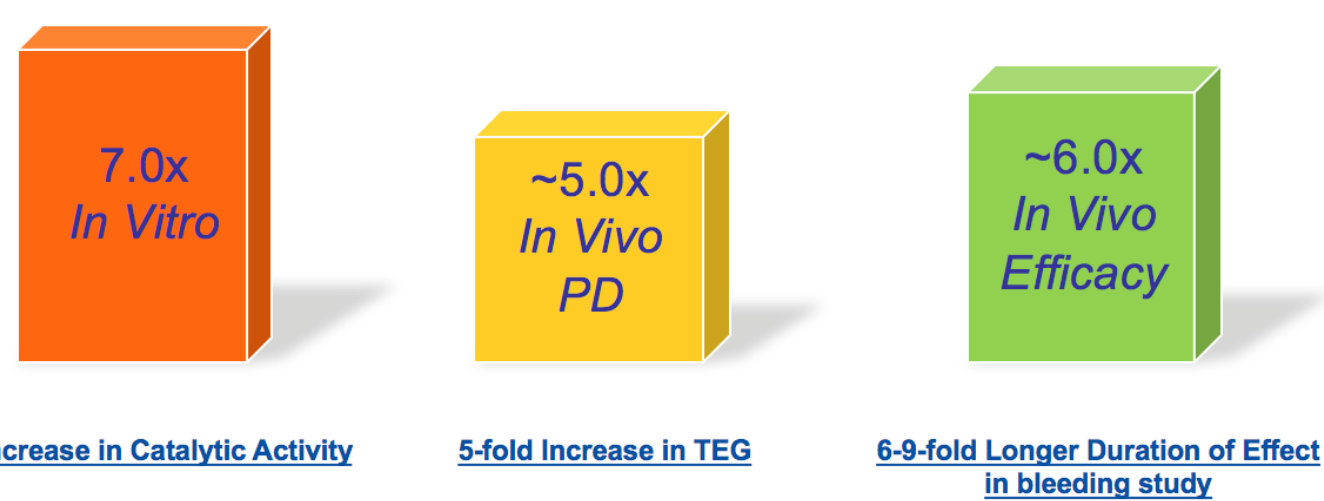 7.0x
In Vitro
~5.0x
In Vivo
PD
~6.0x
In Vivo
Efficacy
in Catalytic Activity
5-fold Increase in TEG
6-9-fold Longer Duration of Effect
in bleeding study